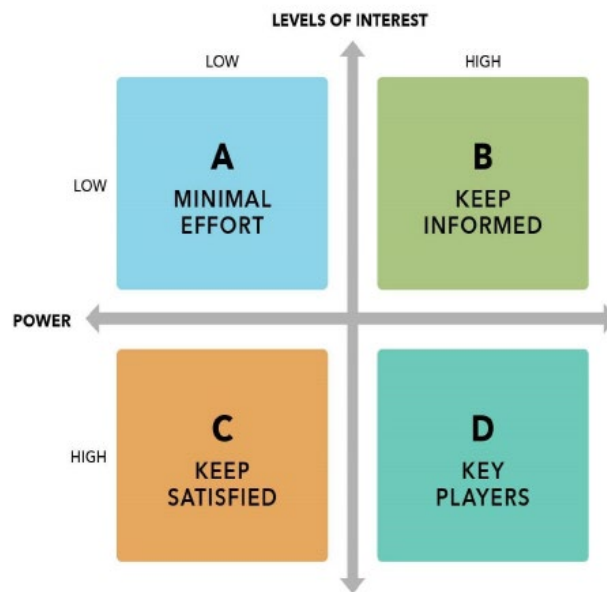 LEVELS OF INTEREST
LOW
HIGH
LOW
A
MINIMAL
EFFORT
B
KEEP
INFORMED
POWER
HIGH
C
KEEP
SATISFIED
D
KEY
PLAYERS